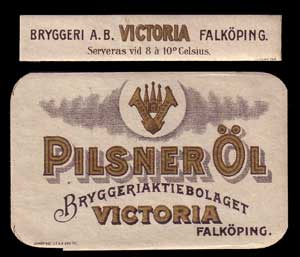 BRYGGERI A.B. VICTORIA FALKÖPING.
Serveras vid 8 à 10° Celsius.
PILSNER ÖL
BRYGGERIAKTIEBOLAGET
VICTORIA
FALKÖPING.